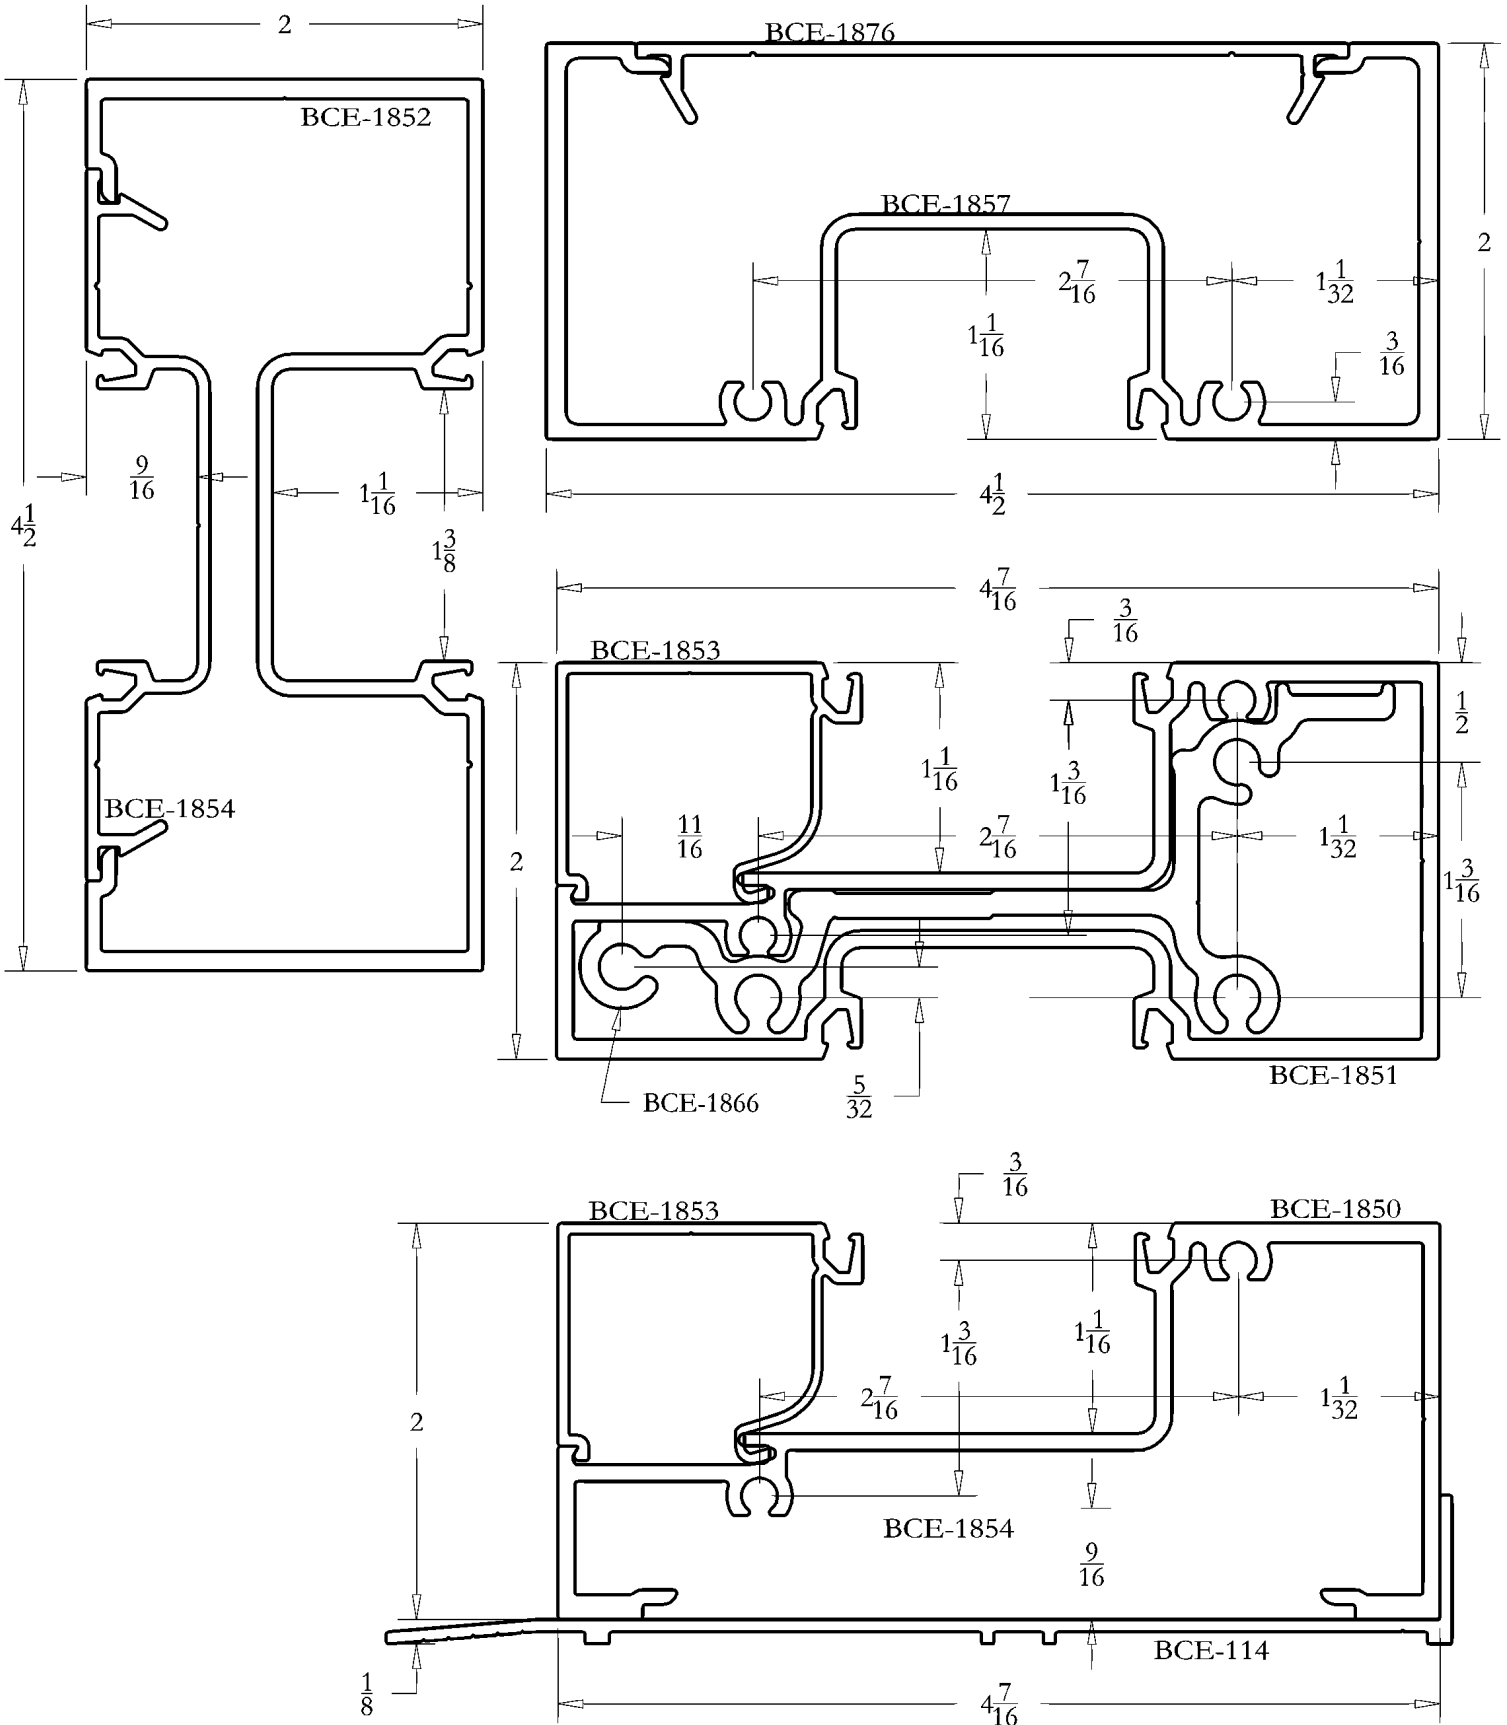 2
BCE-1852
9/16
1 1/16
4 1/2
1 3/8
BCE-1854
BCE-1876
BCE-1857
2
2 7/16
1 1/32
1 1/16
3/16
4 1/2
4 7/16
3/16
BCE-1853
1/2
1 1/16
1 3/16
11/16
2 7/16
1 1/32
2
1 3/16
BCE-1851
BCE-1866
5/32
3/16
BCE-1853
BCE-1850
1 3/16
1 1/16
2 7/16
1 1/32
2
BCE-1854
9/16
BCE-114
1/8
4 7/16